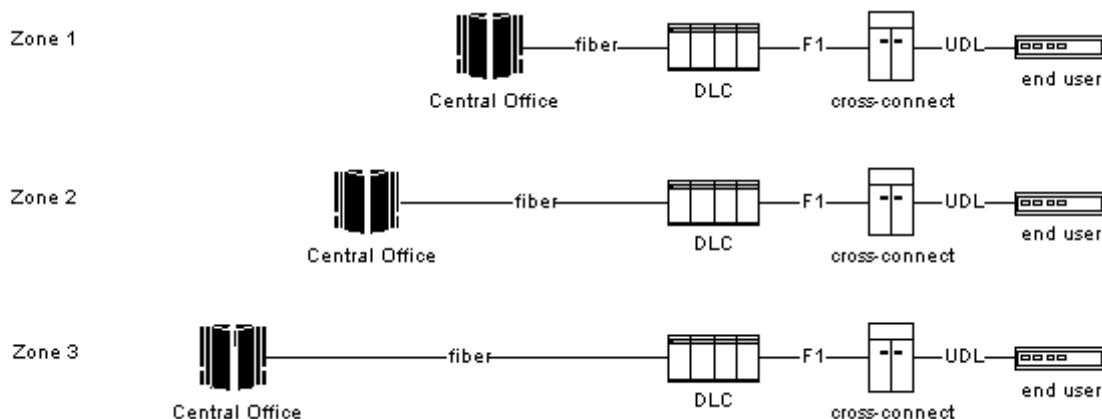 Zone 1
fiber
F1
UDL
Central Office
DLC
cross-connect
end user
Zone 2
fiber
F1
UDL
Central Office
DLC
cross-connect
end user
Zone 3
fiber
F1
UDL
Central Office
DLC
cross-connect
end user